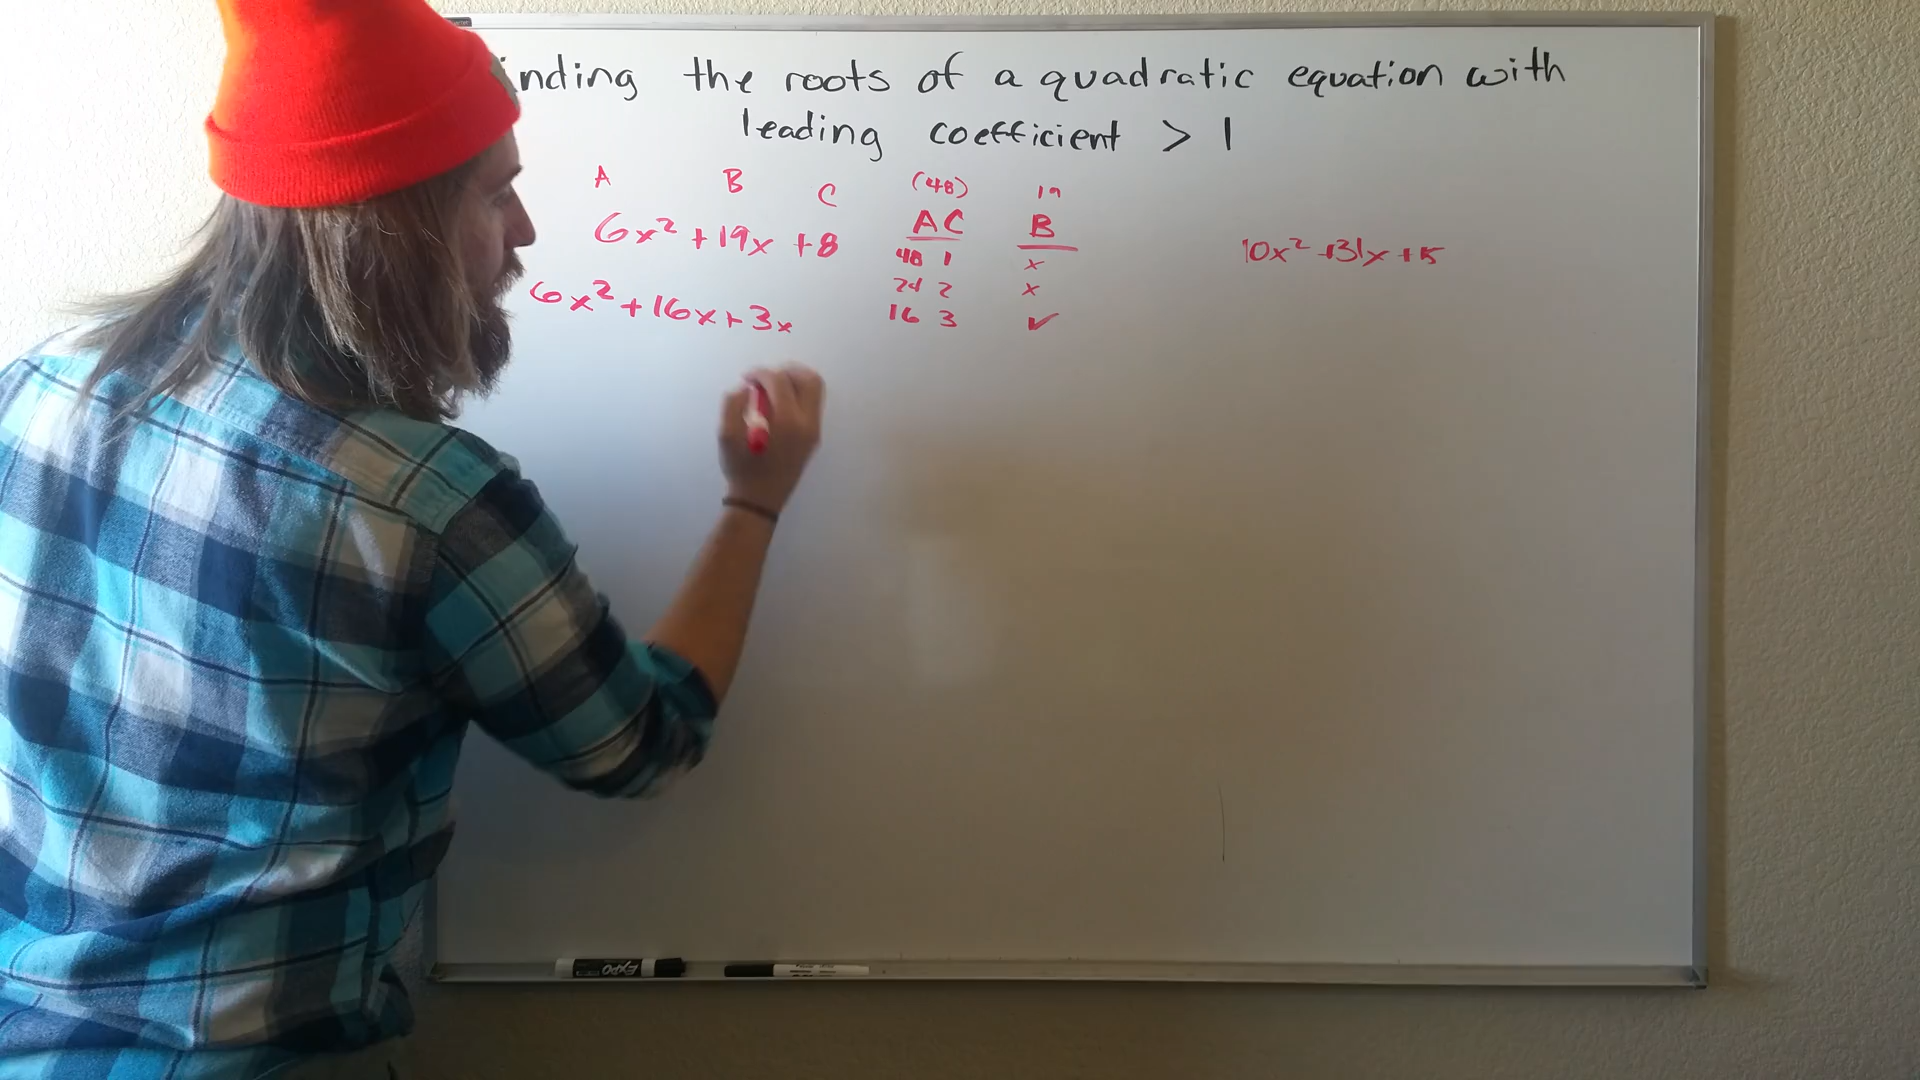 inding the roots of a quadratic equation with
leading coefficient > 1
A B C
6x² + 19x + 8
6x² + 16x + 3x
(48) 19
AC B
48 1 x
24 2 x
16 3 ✓
10x² + 31x + 15
EXPO